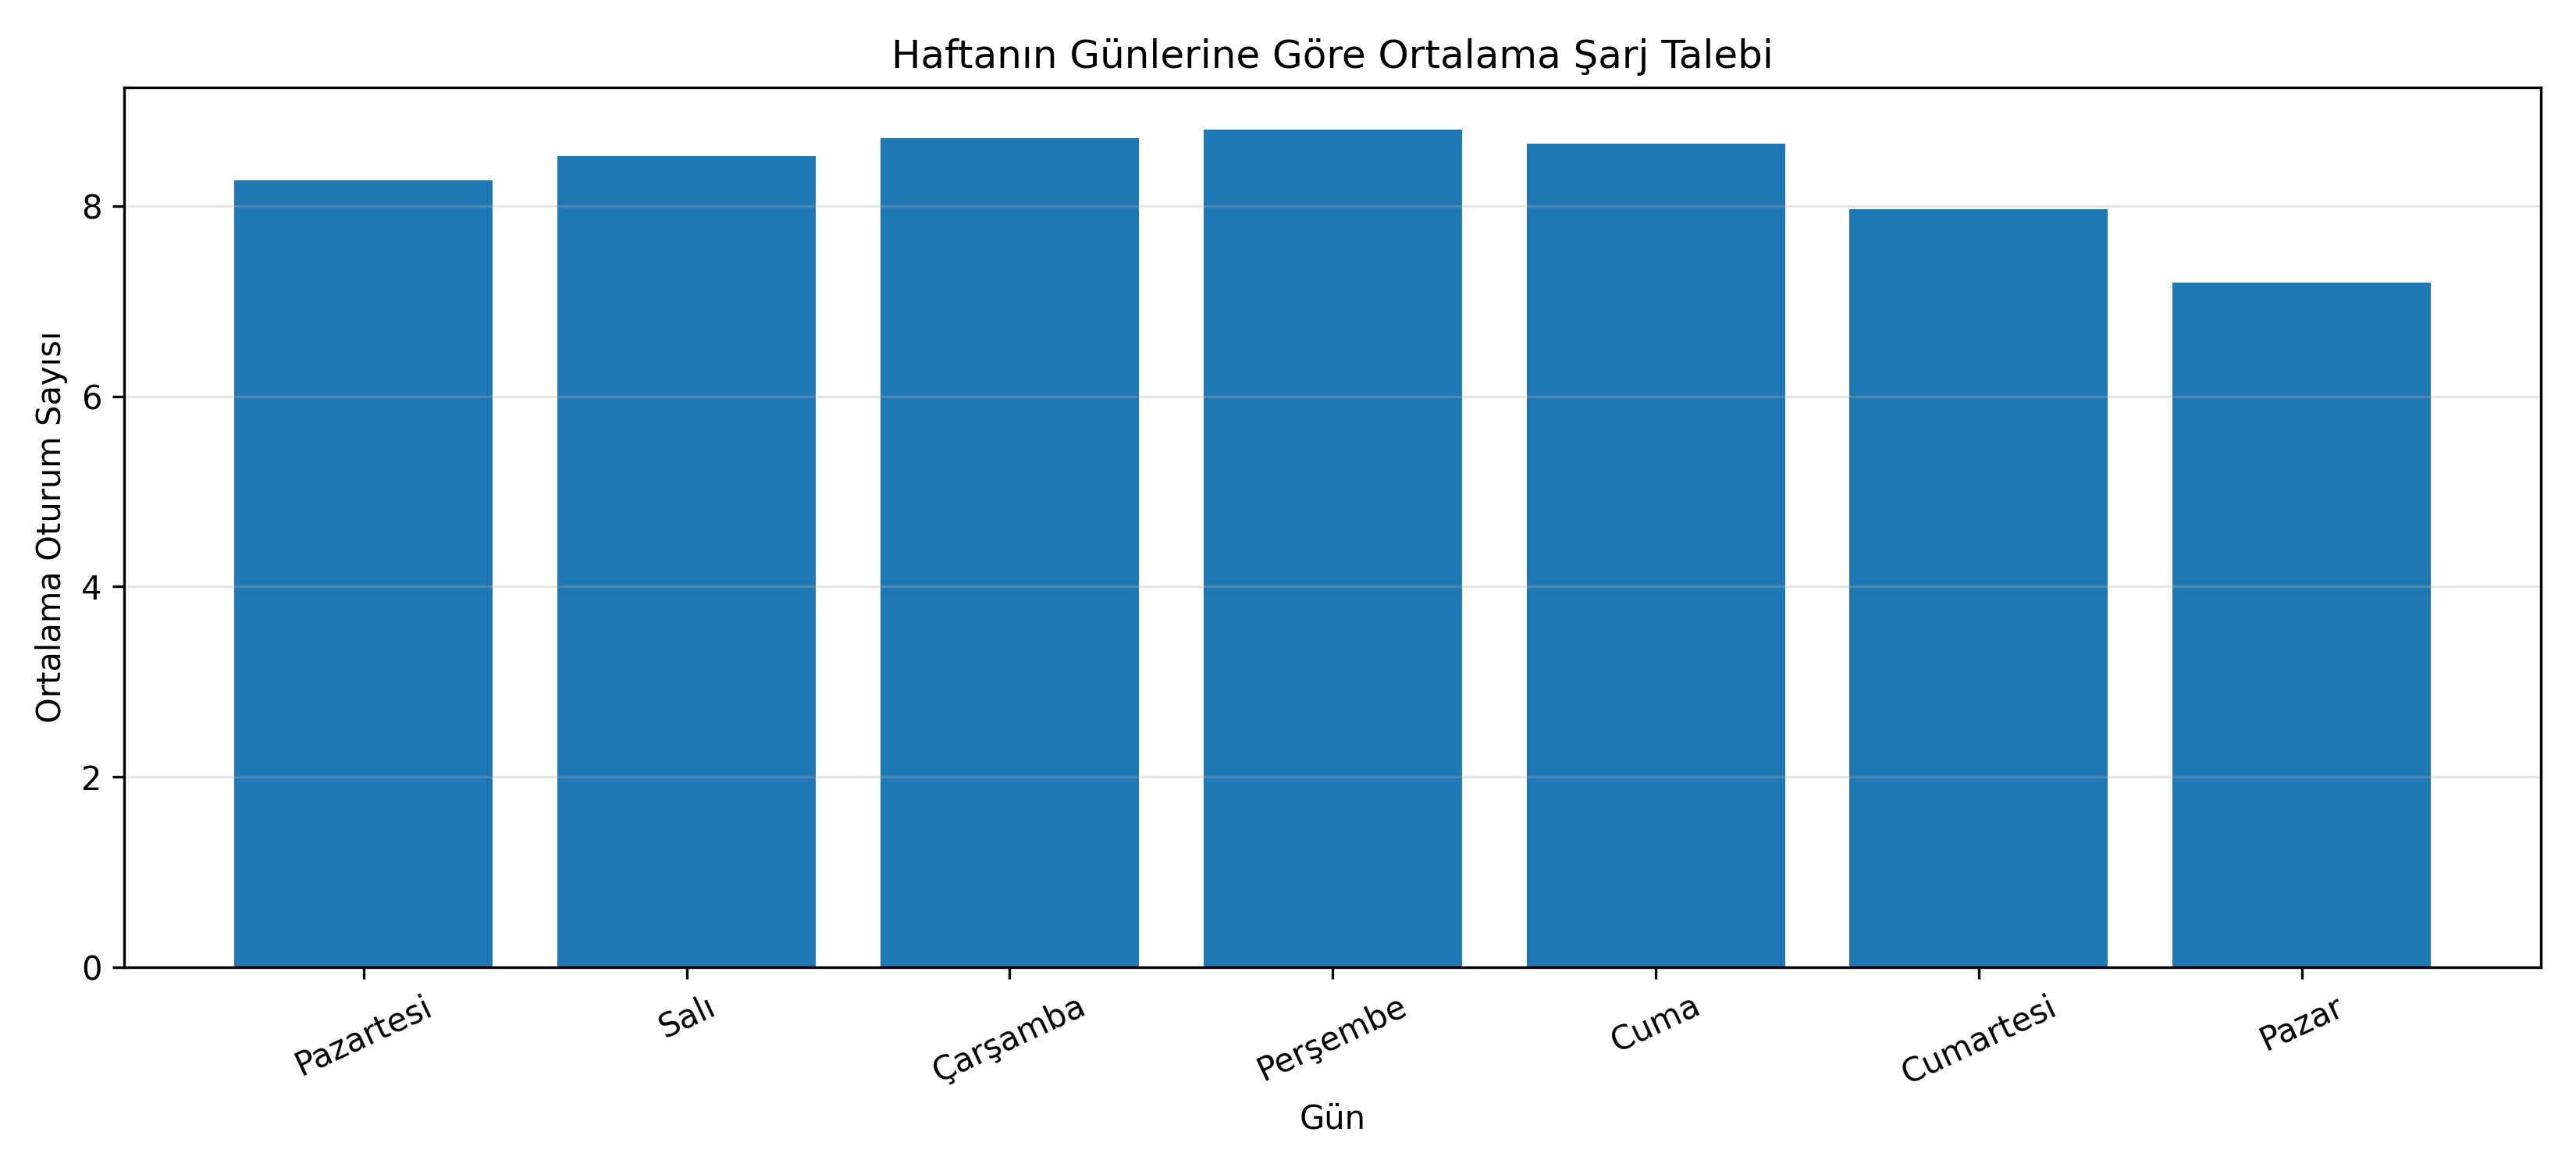 Haftanın Günlerine Göre Ortalama Şarj Talebi
Ortalama Oturum Sayısı
8
6
4
2
0
Pazartesi
Salı
Çarşamba
Perşembe
Cuma
Cumartesi
Pazar
Gün